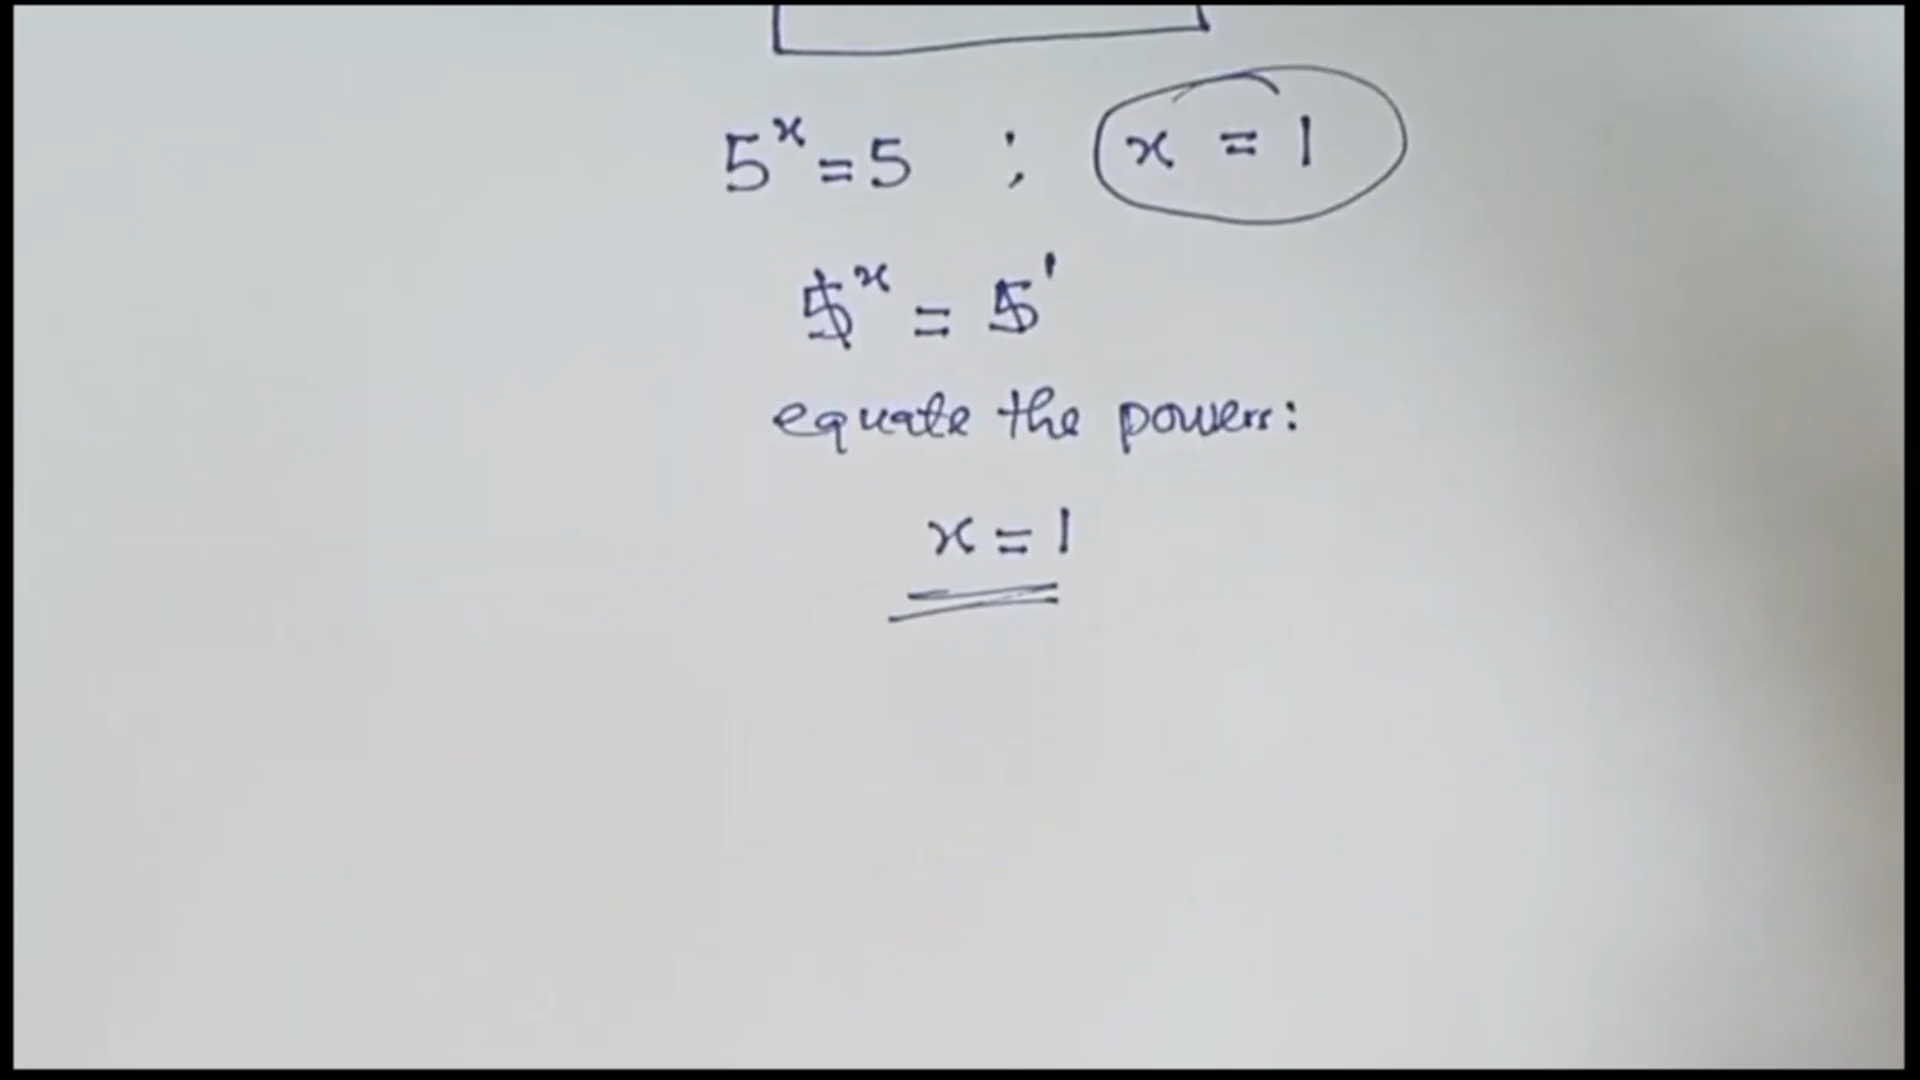 5^x = 5 ; x = 1
5^x = 5^1
equate the powers:
x = 1